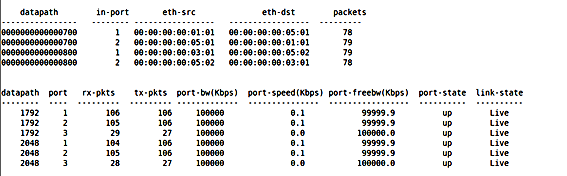 datapath in-port eth-src eth-dst packets
---------------- -------- ----------------- ----------------- --------
0000000000000700 1 00:00:00:00:01:01 00:00:00:00:05:01 78
0000000000000700 2 00:00:00:00:05:01 00:00:00:00:01:01 79
0000000000000800 1 00:00:00:00:03:01 00:00:00:00:05:02 79
0000000000000800 2 00:00:00:00:05:02 00:00:00:00:03:01 78
datapath port rx-pkts tx-pkts port-bw(Kbps) port-speed(Kbps) port-freebw(Kbps) port-state link-state
-------- ---- -------- -------- ------------- --------------- ---------------- ---------- ----------
1792 1 106 106 100000 0.1 99999.9 up Live
1792 2 105 106 100000 0.1 99999.9 up Live
1792 3 29 27 100000 0.0 100000.0 up Live
2048 1 104 106 100000 0.1 99999.9 up Live
2048 2 105 106 100000 0.1 99999.9 up Live
2048 3 28 27 100000 0.0 100000.0 up Live